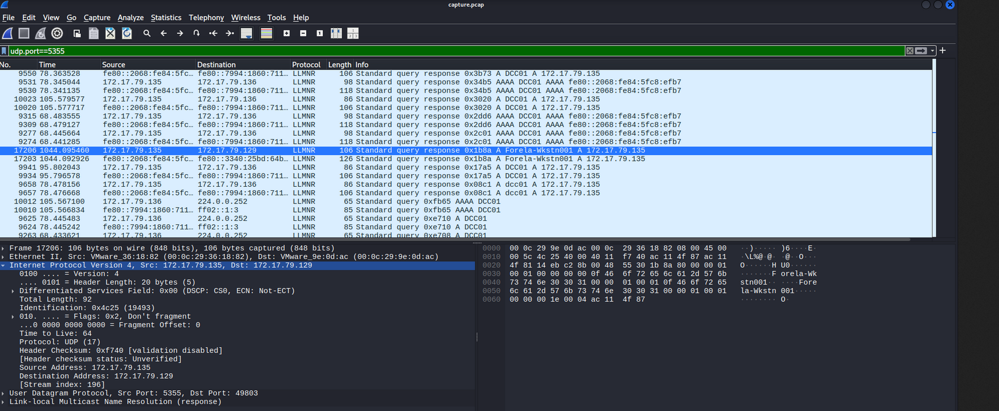 capture.pcap
File Edit View Go Capture Analyze Statistics Telephony Wireless Tools Help
udp.port==5355
No. Time Source Destination Protocol Length Info
9550 78.363528 fe80::2068:fe84:5fc… fe80::7994:1860:711… LLMNR 106 Standard query response 0x3b73 A DCC01 A 172.17.79.135
9531 78.345044 172.17.79.135 172.17.79.136 LLMNR 98 Standard query response 0x34b5 AAAA DCC01 AAAA fe80::2068:fe84:5fc8:efb7
9530 78.341135 fe80::2068:fe84:5fc… fe80::7994:1860:711… LLMNR 118 Standard query response 0x34b5 AAAA DCC01 AAAA fe80::2068:fe84:5fc8:efb7
10023 105.579577 172.17.79.135 172.17.79.136 LLMNR 86 Standard query response 0x3020 A DCC01 A 172.17.79.135
10020 105.577717 fe80::2068:fe84:5fc… fe80::7994:1860:711… LLMNR 106 Standard query response 0x3020 A DCC01 A 172.17.79.135
9315 68.483555 172.17.79.135 172.17.79.136 LLMNR 98 Standard query response 0x2dd6 AAAA DCC01 AAAA fe80::2068:fe84:5fc8:efb7
9309 68.479127 fe80::2068:fe84:5fc… fe80::7994:1860:711… LLMNR 118 Standard query response 0x2dd6 AAAA DCC01 AAAA fe80::2068:fe84:5fc8:efb7
9277 68.445664 172.17.79.135 172.17.79.136 LLMNR 98 Standard query response 0x2c01 AAAA DCC01 AAAA fe80::2068:fe84:5fc8:efb7
9274 68.441285 fe80::2068:fe84:5fc… fe80::7994:1860:711… LLMNR 118 Standard query response 0x2c01 AAAA DCC01 AAAA fe80::2068:fe84:5fc8:efb7
17206 1044.095460 172.17.79.135 172.17.79.129 LLMNR 106 Standard query response 0x1b8a A Forela-Wkstn001 A 172.17.79.135
17203 1044.092926 fe80::2068:fe84:5fc… fe80::3340:25bd:64b… LLMNR 126 Standard query response 0x1b8a A Forela-Wkstn001 A 172.17.79.135
9941 95.802043 172.17.79.135 172.17.79.136 LLMNR 86 Standard query response 0x17a5 A DCC01 A 172.17.79.135
9934 95.796578 fe80::2068:fe84:5fc… fe80::7994:1860:711… LLMNR 106 Standard query response 0x17a5 A DCC01 A 172.17.79.135
9658 78.478156 172.17.79.135 172.17.79.136 LLMNR 86 Standard query response 0x08c1 A dcc01 A 172.17.79.135
9657 78.476668 fe80::2068:fe84:5fc… fe80::7994:1860:711… LLMNR 106 Standard query response 0x08c1 A dcc01 A 172.17.79.135
10012 105.567100 172.17.79.136 224.0.0.252 LLMNR 65 Standard query 0xfb65 AAAA DCC01
10010 105.566834 fe80::7994:1860:711… ff02::1:3 LLMNR 85 Standard query 0xfb65 AAAA DCC01
9625 78.445483 172.17.79.136 224.0.0.252 LLMNR 65 Standard query 0xe710 A DCC01
9624 78.445242 fe80::7994:1860:711… ff02::1:3 LLMNR 85 Standard query 0xe710 A DCC01
9263 68.433621 172.17.79.136 224.0.0.252 LLMNR 65 Standard query 0xe708 A DCC01
Frame 17206: 106 bytes on wire (848 bits), 106 bytes captured (848 bits)
Ethernet II, Src: VMware_36:18:82 (00:0c:29:36:18:82), Dst: VMware_9e:0d:ac (00:0c:29:9e:0d:ac)
Internet Protocol Version 4, Src: 172.17.79.135, Dst: 172.17.79.129
0100 .... = Version: 4
.... 0101 = Header Length: 20 bytes (5)
Differentiated Services Field: 0x00 (DSCP: CS0, ECN: Not-ECT)
Total Length: 92
Identification: 0x4c25 (19493)
010. .... = Flags: 0x2, Don't fragment
...0 0000 0000 0000 = Fragment Offset: 0
Time to Live: 64
Protocol: UDP (17)
Header Checksum: 0xf740 [validation disabled]
[Header checksum status: Unverified]
Source Address: 172.17.79.135
Destination Address: 172.17.79.129
[Stream index: 196]
User Datagram Protocol, Src Port: 5355, Dst Port: 49803
Link-local Multicast Name Resolution (response)
0000 00 0c 29 9e 0d ac 00 0c 29 36 18 82 08 00 45 00 ··)····· )6····E·
0010 00 5c 4c 25 40 00 40 11 f7 40 ac 11 4f 87 ac 11 ·\L%@·@· ·@··O···
0020 4f 81 14 eb c2 8b 00 48 55 30 1b 8a 80 00 00 01 O······H U0······
0030 00 01 00 00 00 00 0f 46 6f 72 65 6c 61 2d 57 6b ·······F orela-Wk
0040 73 74 6e 30 30 31 00 00 01 00 01 0f 46 6f 72 65 stn001·· ····Fore
0050 6c 61 2d 57 6b 73 74 6e 30 30 31 00 00 01 00 01 la-Wkstn 001·····
0060 00 00 00 1e 00 04 ac 11 4f 87 ········ O·